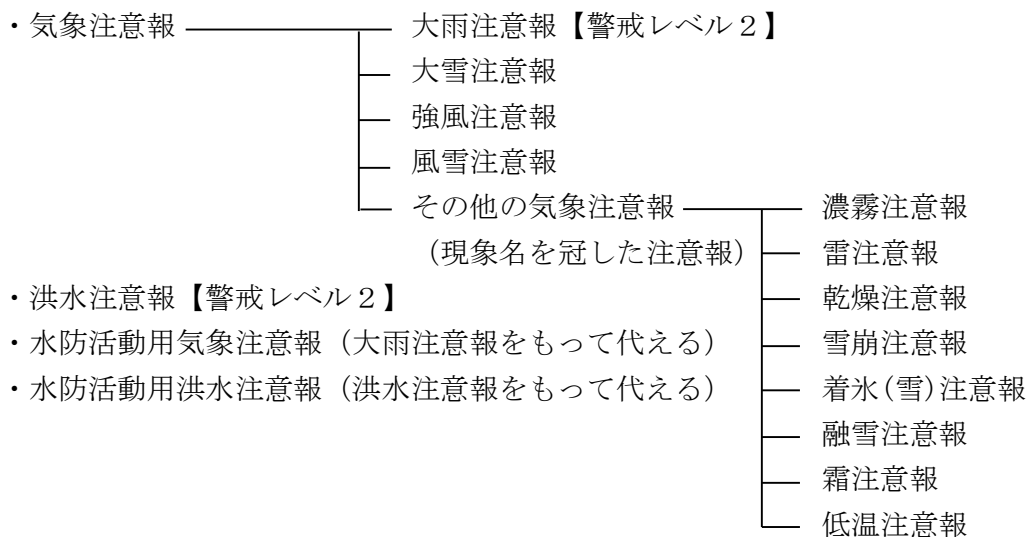 ・気象注意報
大雨注意報【警戒レベル２】
大雪注意報
強風注意報
風雪注意報
その他の気象注意報
（現象名を冠した注意報）
濃霧注意報
雷注意報
乾燥注意報
雪崩注意報
着氷(雪)注意報
融雪注意報
霜注意報
低温注意報
・洪水注意報【警戒レベル２】
・水防活動用気象注意報（大雨注意報をもって代える）
・水防活動用洪水注意報（洪水注意報をもって代える）